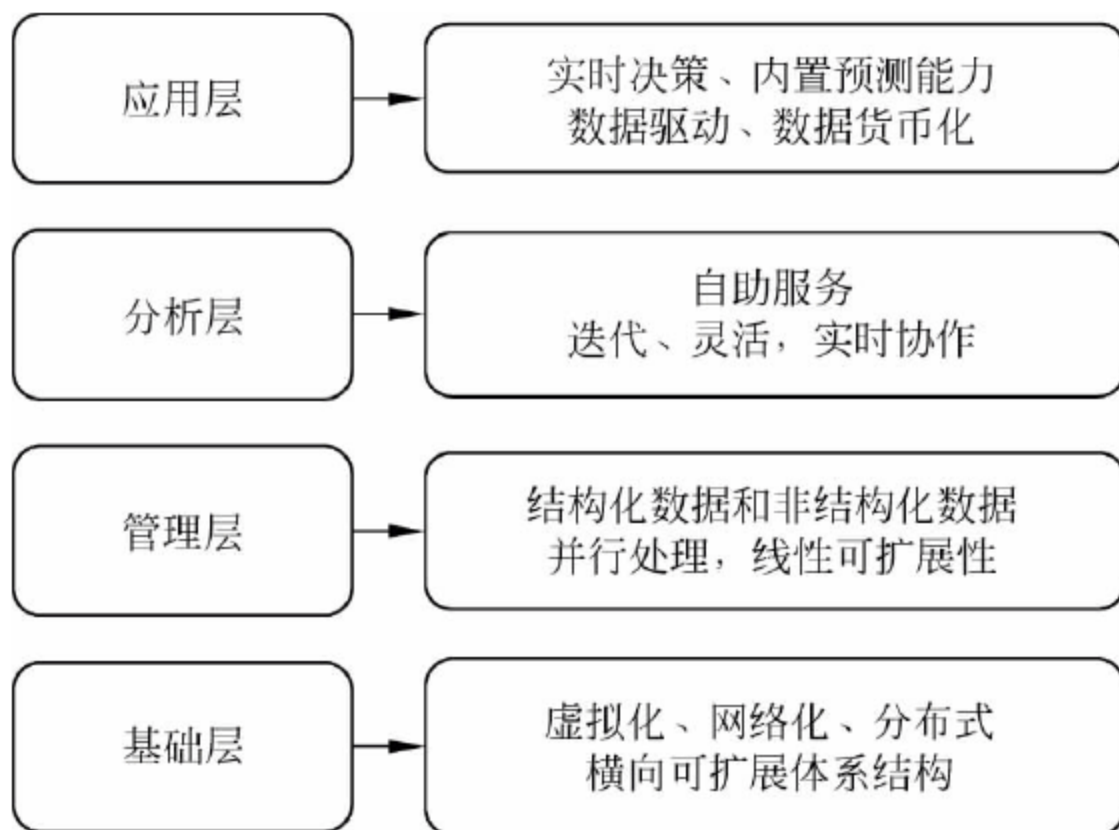 应用层
实时决策、内置预测能力
数据驱动、数据货币化
分析层
自助服务
迭代、灵活，实时协作
管理层
结构化数据和非结构化数据
并行处理，线性可扩展性
基础层
虚拟化、网络化、分布式
横向可扩展体系结构